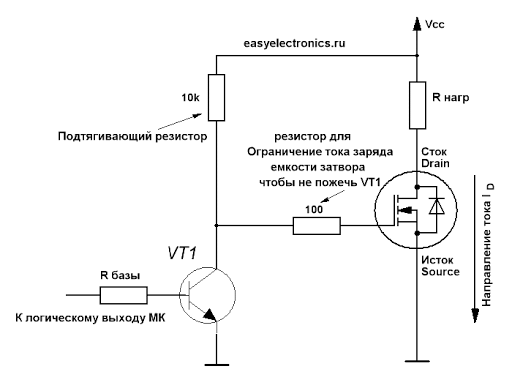 Vcc
easyelectronics.ru
10k
R нагр
Подтягивающий резистор
резистор для
Ограничение тока заряда
емкости затвора
чтобы не пожечь VT1
100
Сток
Drain
Исток
Source
Направление тока I D
VT1
R базы
К логическому выходу МК